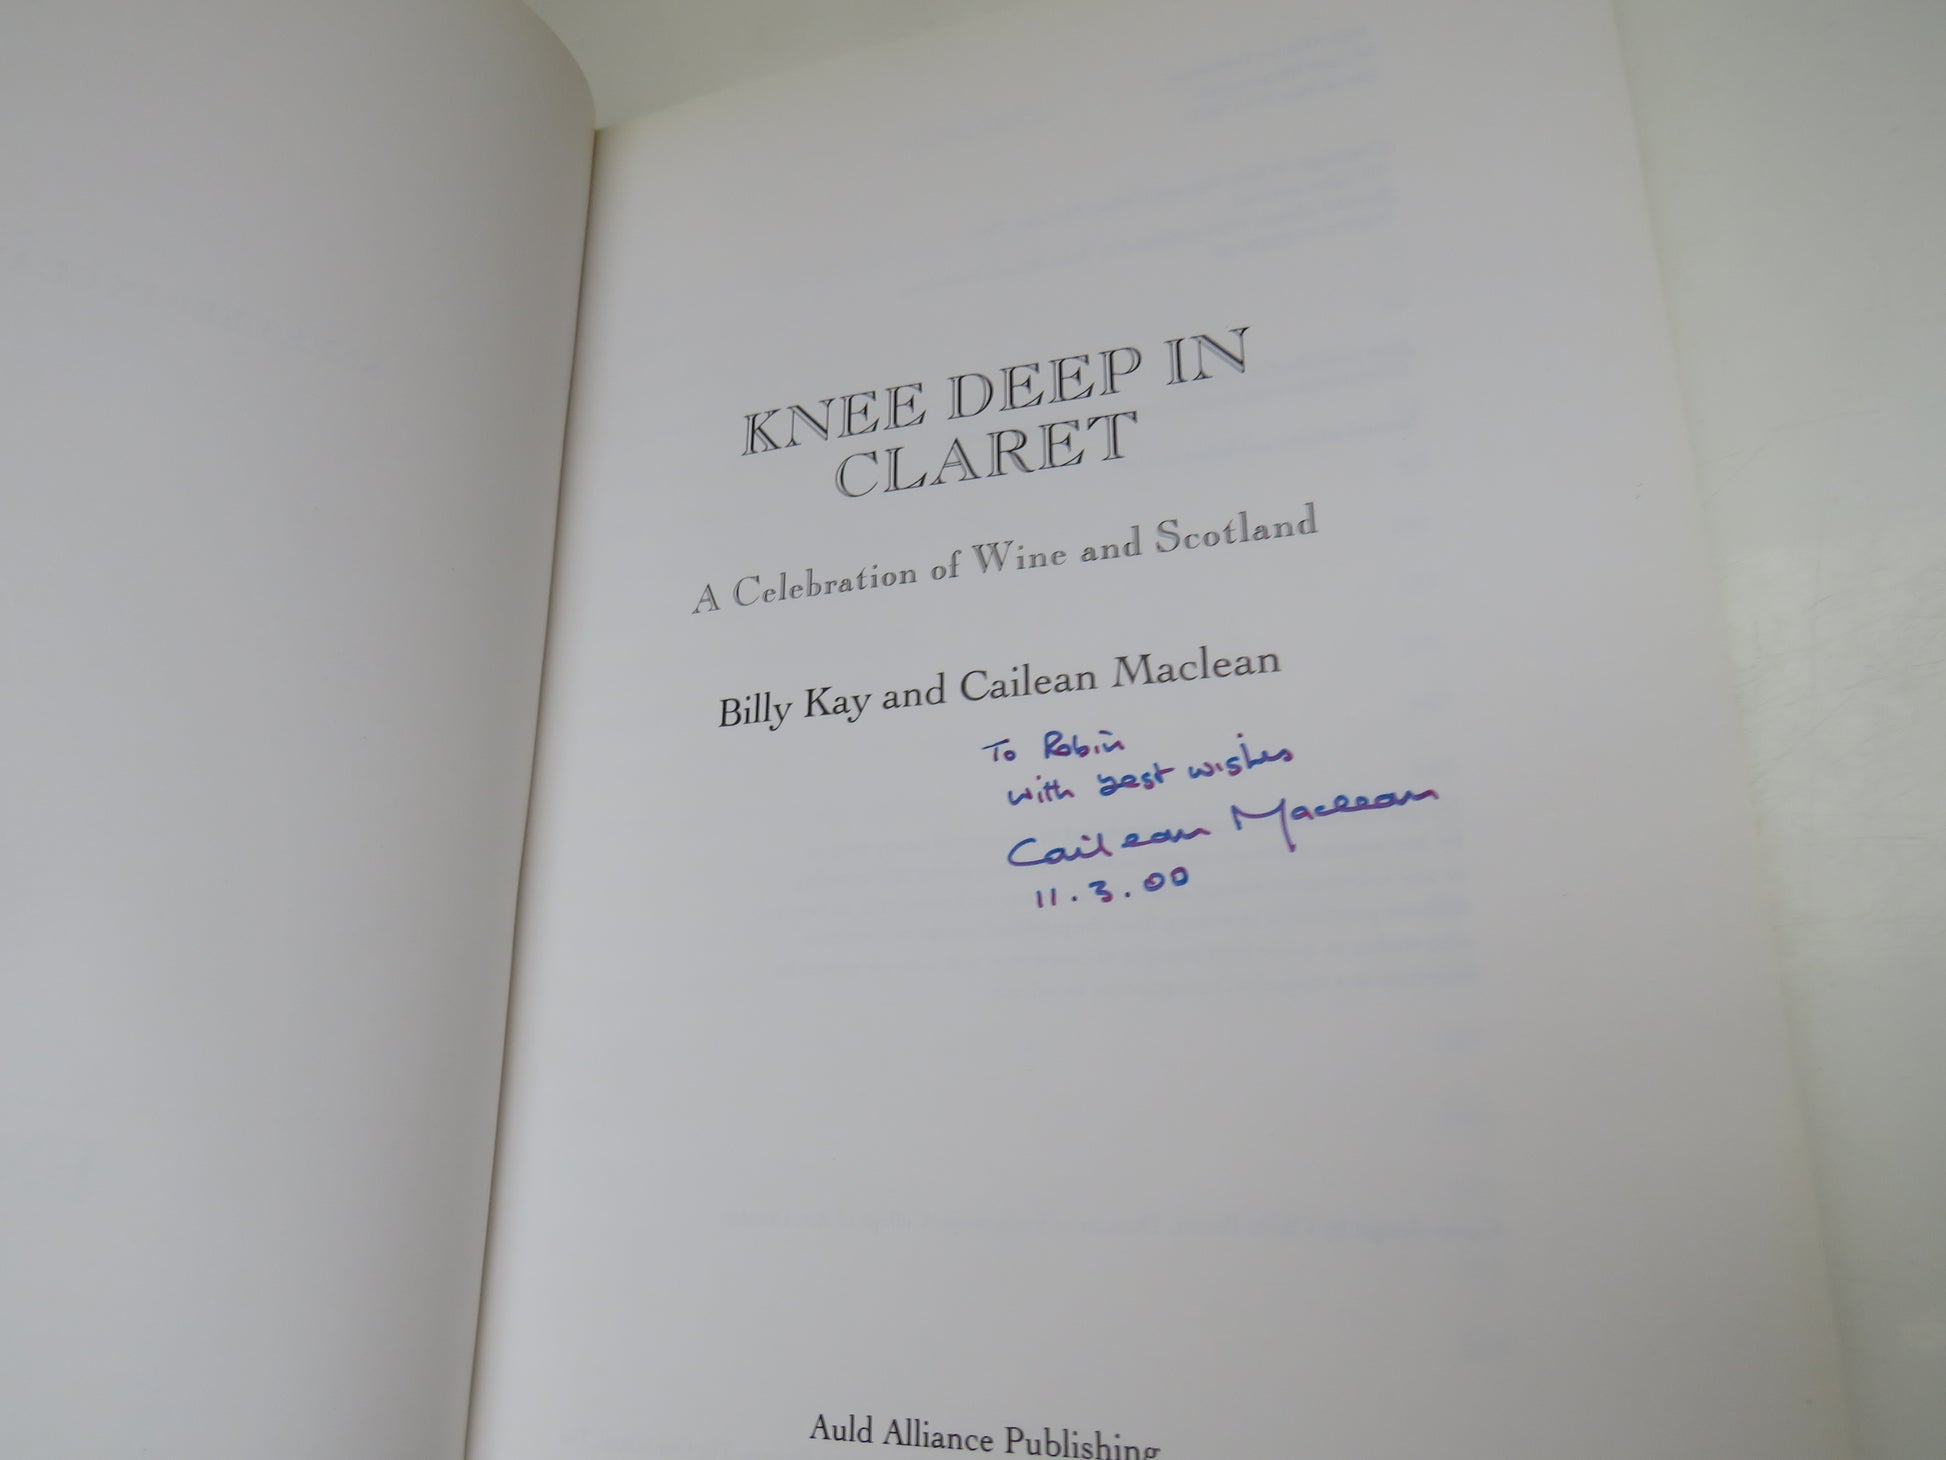 KNEE DEEP IN
CLARET
A Celebration of Wine and Scotland
Billy Kay and Cailean Maclean
To Robin
with best wishes
Cailean Maclean
11.3.00
Auld Alliance Publishing